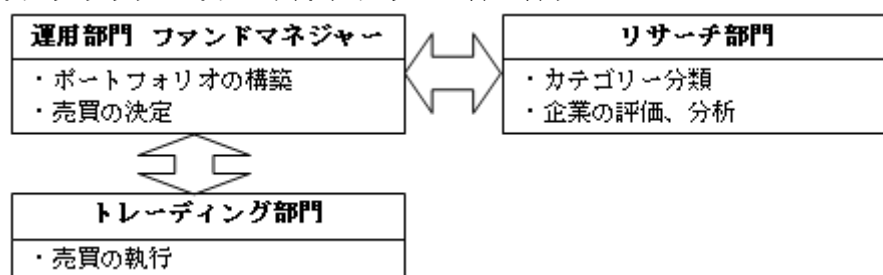 運用部門 ファンドマネジャー
・ポートフォリオの構築
・売買の決定
リサーチ部門
・カテゴリー分類
・企業の評価、分析
トレーディング部門
・売買の執行